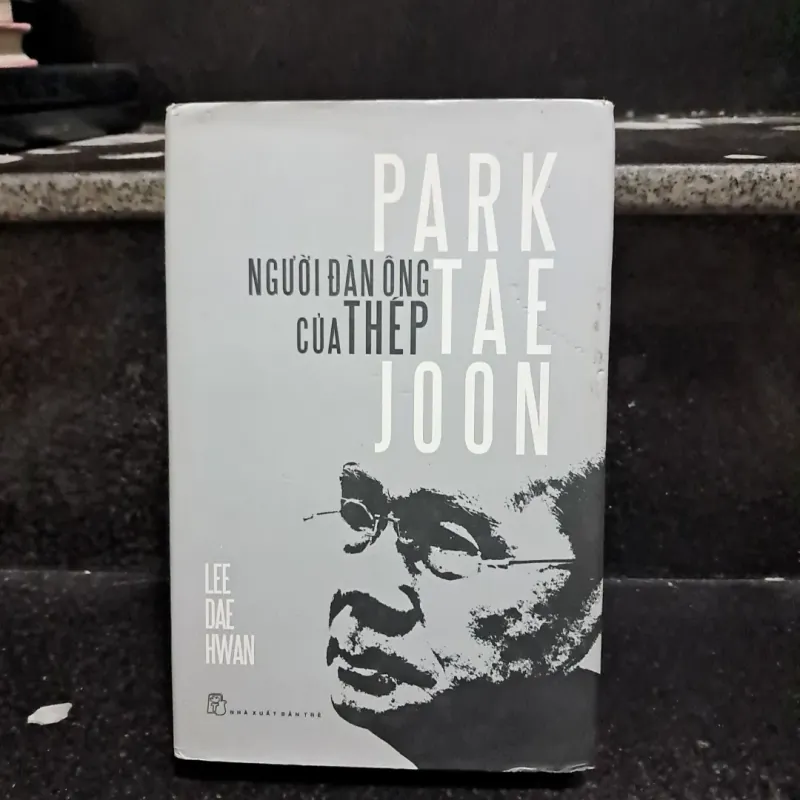 PARK
TAE
JOON
NGƯỜI ĐÀN ÔNG
CỦA THÉP
LEE
DAE
HWAN
NHÀ XUẤT BẢN TRẺ